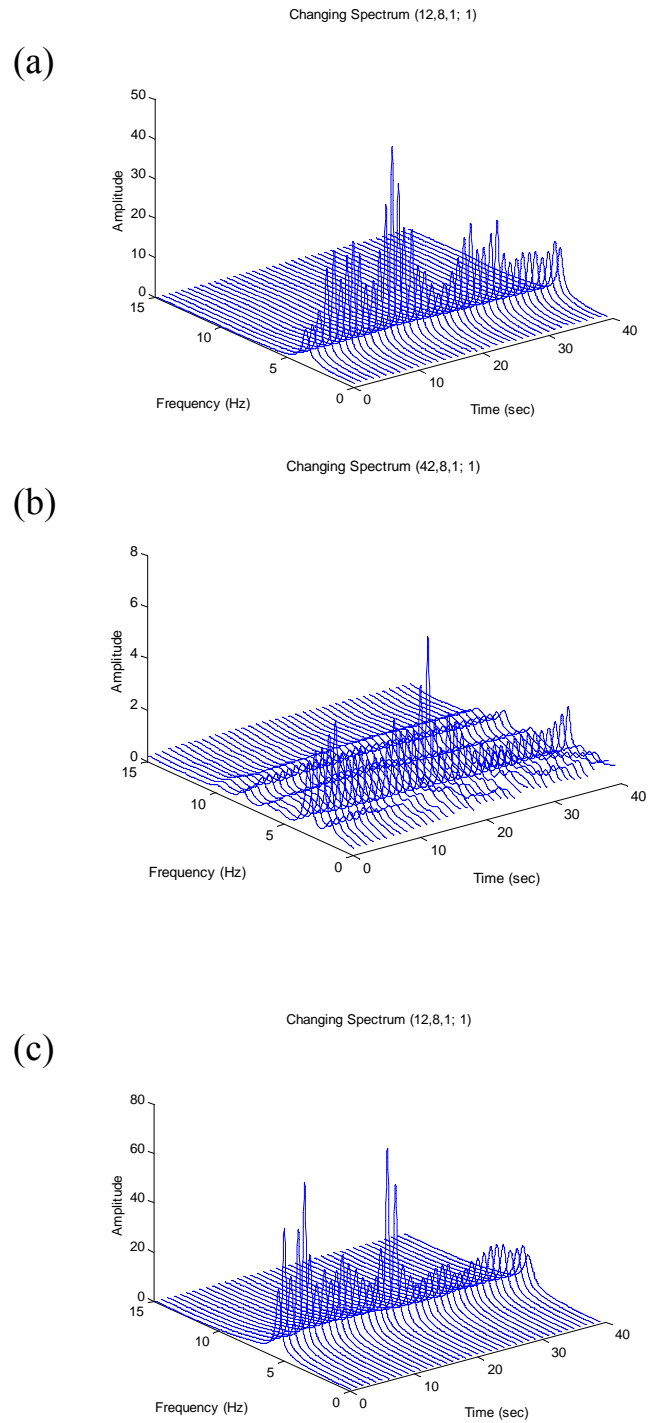 Changing Spectrum (12,8,1; 1)
(a)
50
40
30
20
10
0
Amplitude
15
10
5
0
Frequency (Hz)
0
10
20
30
40
Time (sec)
Changing Spectrum (42,8,1; 1)
(b)
8
6
4
2
0
Amplitude
15
10
5
0
Frequency (Hz)
0
10
20
30
40
Time (sec)
Changing Spectrum (12,8,1; 1)
(c)
80
60
40
20
0
Amplitude
15
10
5
0
Frequency (Hz)
0
10
20
30
40
Time (sec)